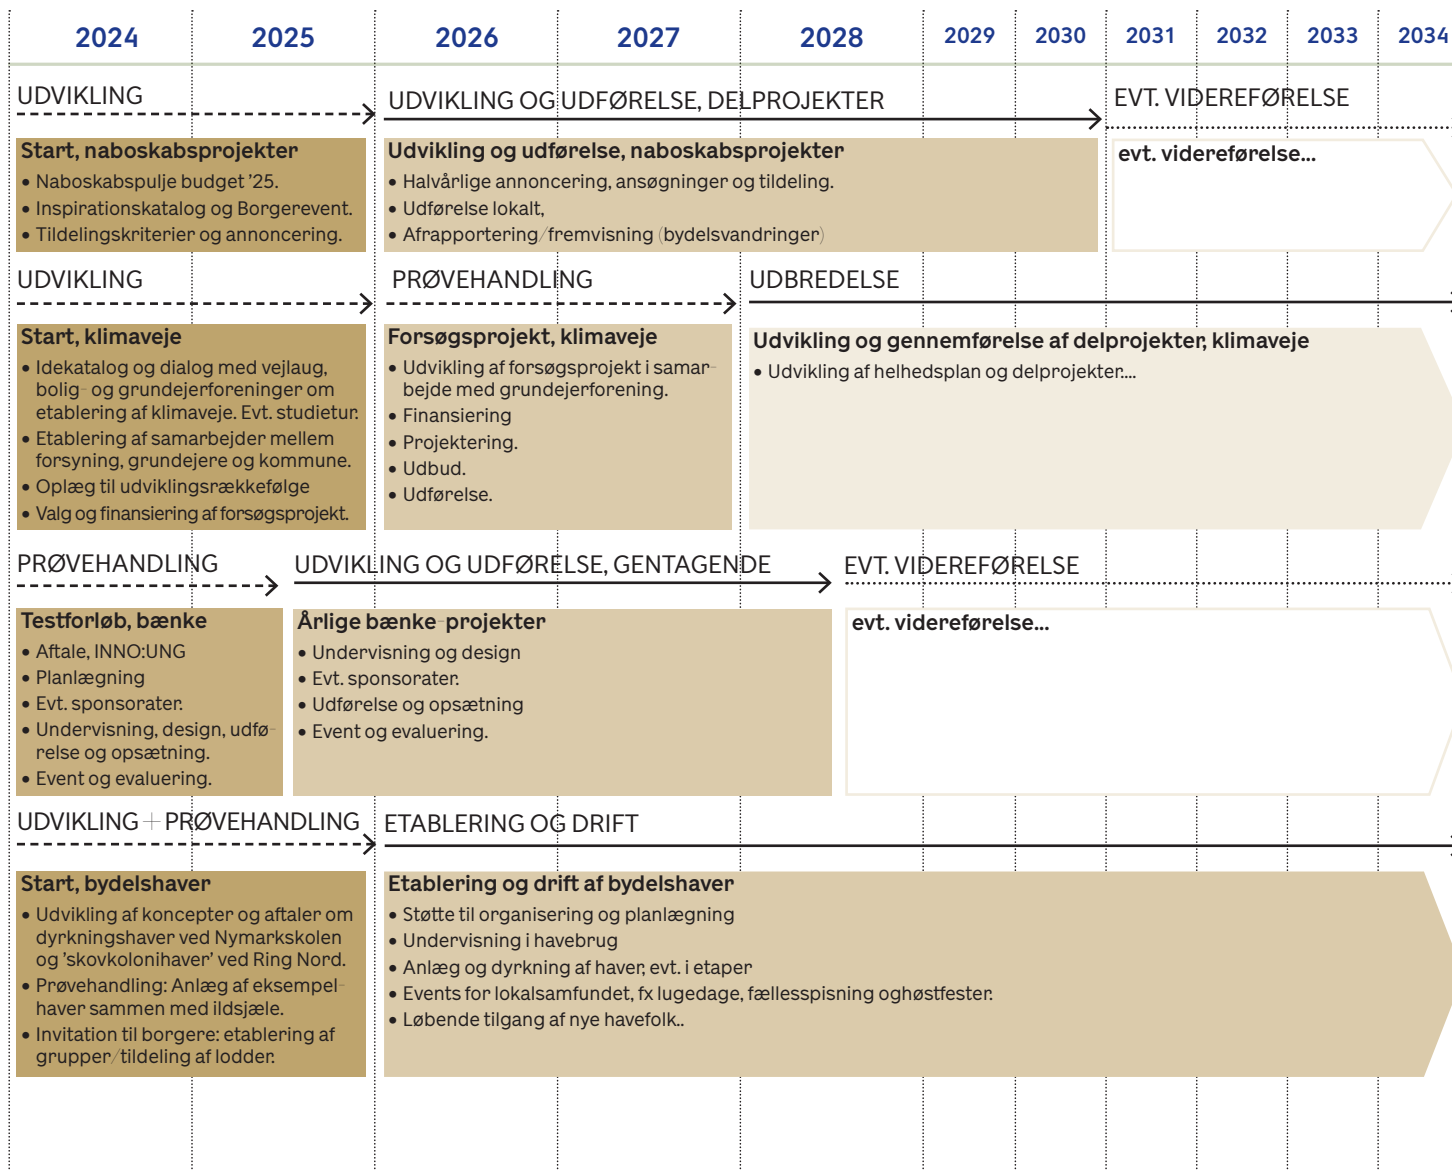 2024 2025 2026 2027 2028 2029 2030 2031 2032 2033 2034
UDVIKLING
UDVIKLING OG UDFØRELSE, DELPROJEKTER
EVT. VIDEREFØRELSE
Start, naboskabsprojekter
• Naboskabspulje budget ’25.
• Inspirationskatalog og Borgerevent.
• Tildelingskriterier og annoncering.
Udvikling og udførelse, naboskabsprojekter
• Halvårlige annoncering, ansøgninger og tildeling.
• Udførelse lokalt,
• Afrapportering/fremvisning (bydelsvandringer)
evt. videreførelse...
UDVIKLING
PRØVEHANDLING
UDBREDELSE
Start, klimaveje
• Idekatalog og dialog med vejlaug,
bolig- og grundejerforeninger om
etablering af klimaveje. Evt. studietur.
• Etablering af samarbejder mellem
forsyning, grundejere og kommune.
• Oplæg til udviklingsrækkefølge
• Valg og finansiering af forsøgsprojekt.
Forsøgsprojekt, klimaveje
• Udvikling af forsøgsprojekt i samar-
bejde med grundejerforening.
• Finansiering
• Projektering.
• Udbud.
• Udførelse.
Udvikling og gennemførelse af delprojekter, klimaveje
• Udvikling af helhedsplan og delprojekter....
PRØVEHANDLING
UDVIKLING OG UDFØRELSE, GENTAGENDE
EVT. VIDEREFØRELSE
Testforløb, bænke
• Aftale, INNO:UNG
• Planlægning
• Evt. sponsorater.
• Undervisning, design, udfø-
relse og opsætning.
• Event og evaluering.
Årlige bænke-projekter
• Undervisning og design
• Evt. sponsorater.
• Udførelse og opsætning
• Event og evaluering.
evt. videreførelse...
UDVIKLING + PRØVEHANDLING
ETABLERING OG DRIFT
Start, bydelshaver
• Udvikling af koncepter og aftaler om
dyrkningshaver ved Nymarkskolen
og ’skovkolonihaver’ ved Ring Nord.
• Prøvehandling: Anlæg af eksempel-
haver sammen med ildsjæle.
• Invitation til borgere: etablering af
grupper/tildeling af lodder.
Etablering og drift af bydelshaver
• Støtte til organisering og planlægning
• Undervisning i havebrug
• Anlæg og dyrkning af haver, evt. i etaper
• Events for lokalsamfundet, fx lugedage, fællesspisning oghøstfester.
• Løbende tilgang af nye havefolk..